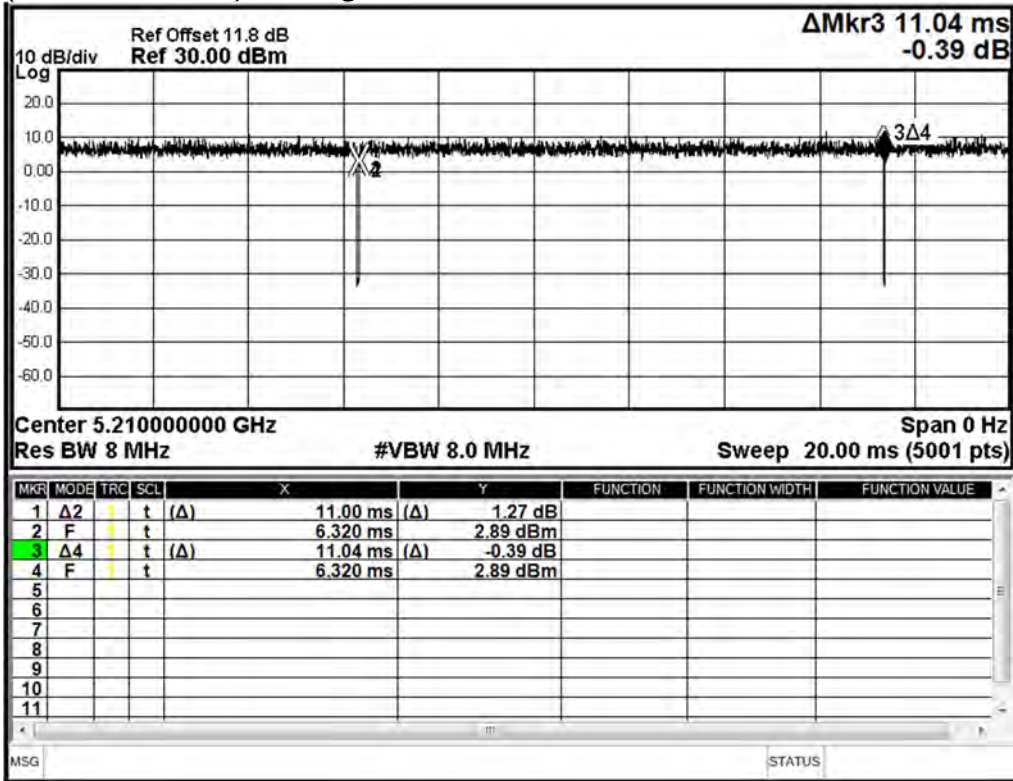 ΔMkr3 11.04 ms
Ref Offset 11.8 dB
-0.39 dB
10 dB/div Ref 30.00 dBm
Log
20.0
10.0
3Δ4
0.00
-10.0
-20.0
-30.0
-40.0
-50.0
-60.0
Center 5.210000000 GHz Span 0 Hz
Res BW 8 MHz #VBW 8.0 MHz Sweep 20.00 ms (5001 pts)
MKR MODE TRC SCL X Y FUNCTION FUNCTION WIDTH FUNCTION VALUE
1 Δ2 1 t (Δ) 11.00 ms (Δ) 1.27 dB
2 F 1 t 6.320 ms 2.89 dBm
3 Δ4 1 t (Δ) 11.04 ms (Δ) -0.39 dB
4 F 1 t 6.320 ms 2.89 dBm
5
6
7
8
9
10
11
MSG STATUS